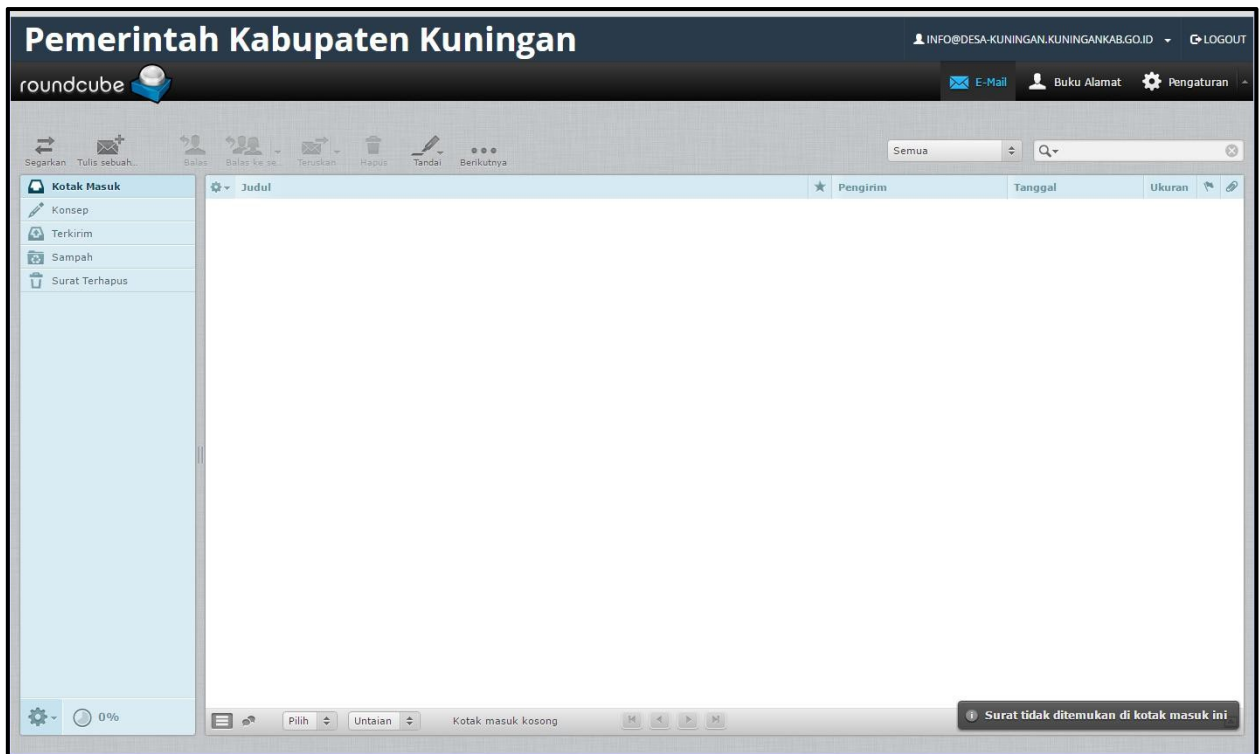 Pemerintah Kabupaten Kuningan
INFO@DESA-KUNINGAN.KUNINGANKAB.GO.ID LOGOUT
roundcube
E-Mail Buku Alamat Pengaturan
Segarkan Tulis sebuah... Balas Balas ke se... Teruskan Hapus Tandai Berikutnya
Semua
Kotak Masuk
Konsep
Terkirim
Sampah
Surat Terhapus
Judul Pengirim Tanggal Ukuran
0%
Pilih Untaian Kotak masuk kosong
Surat tidak ditemukan di kotak masuk ini